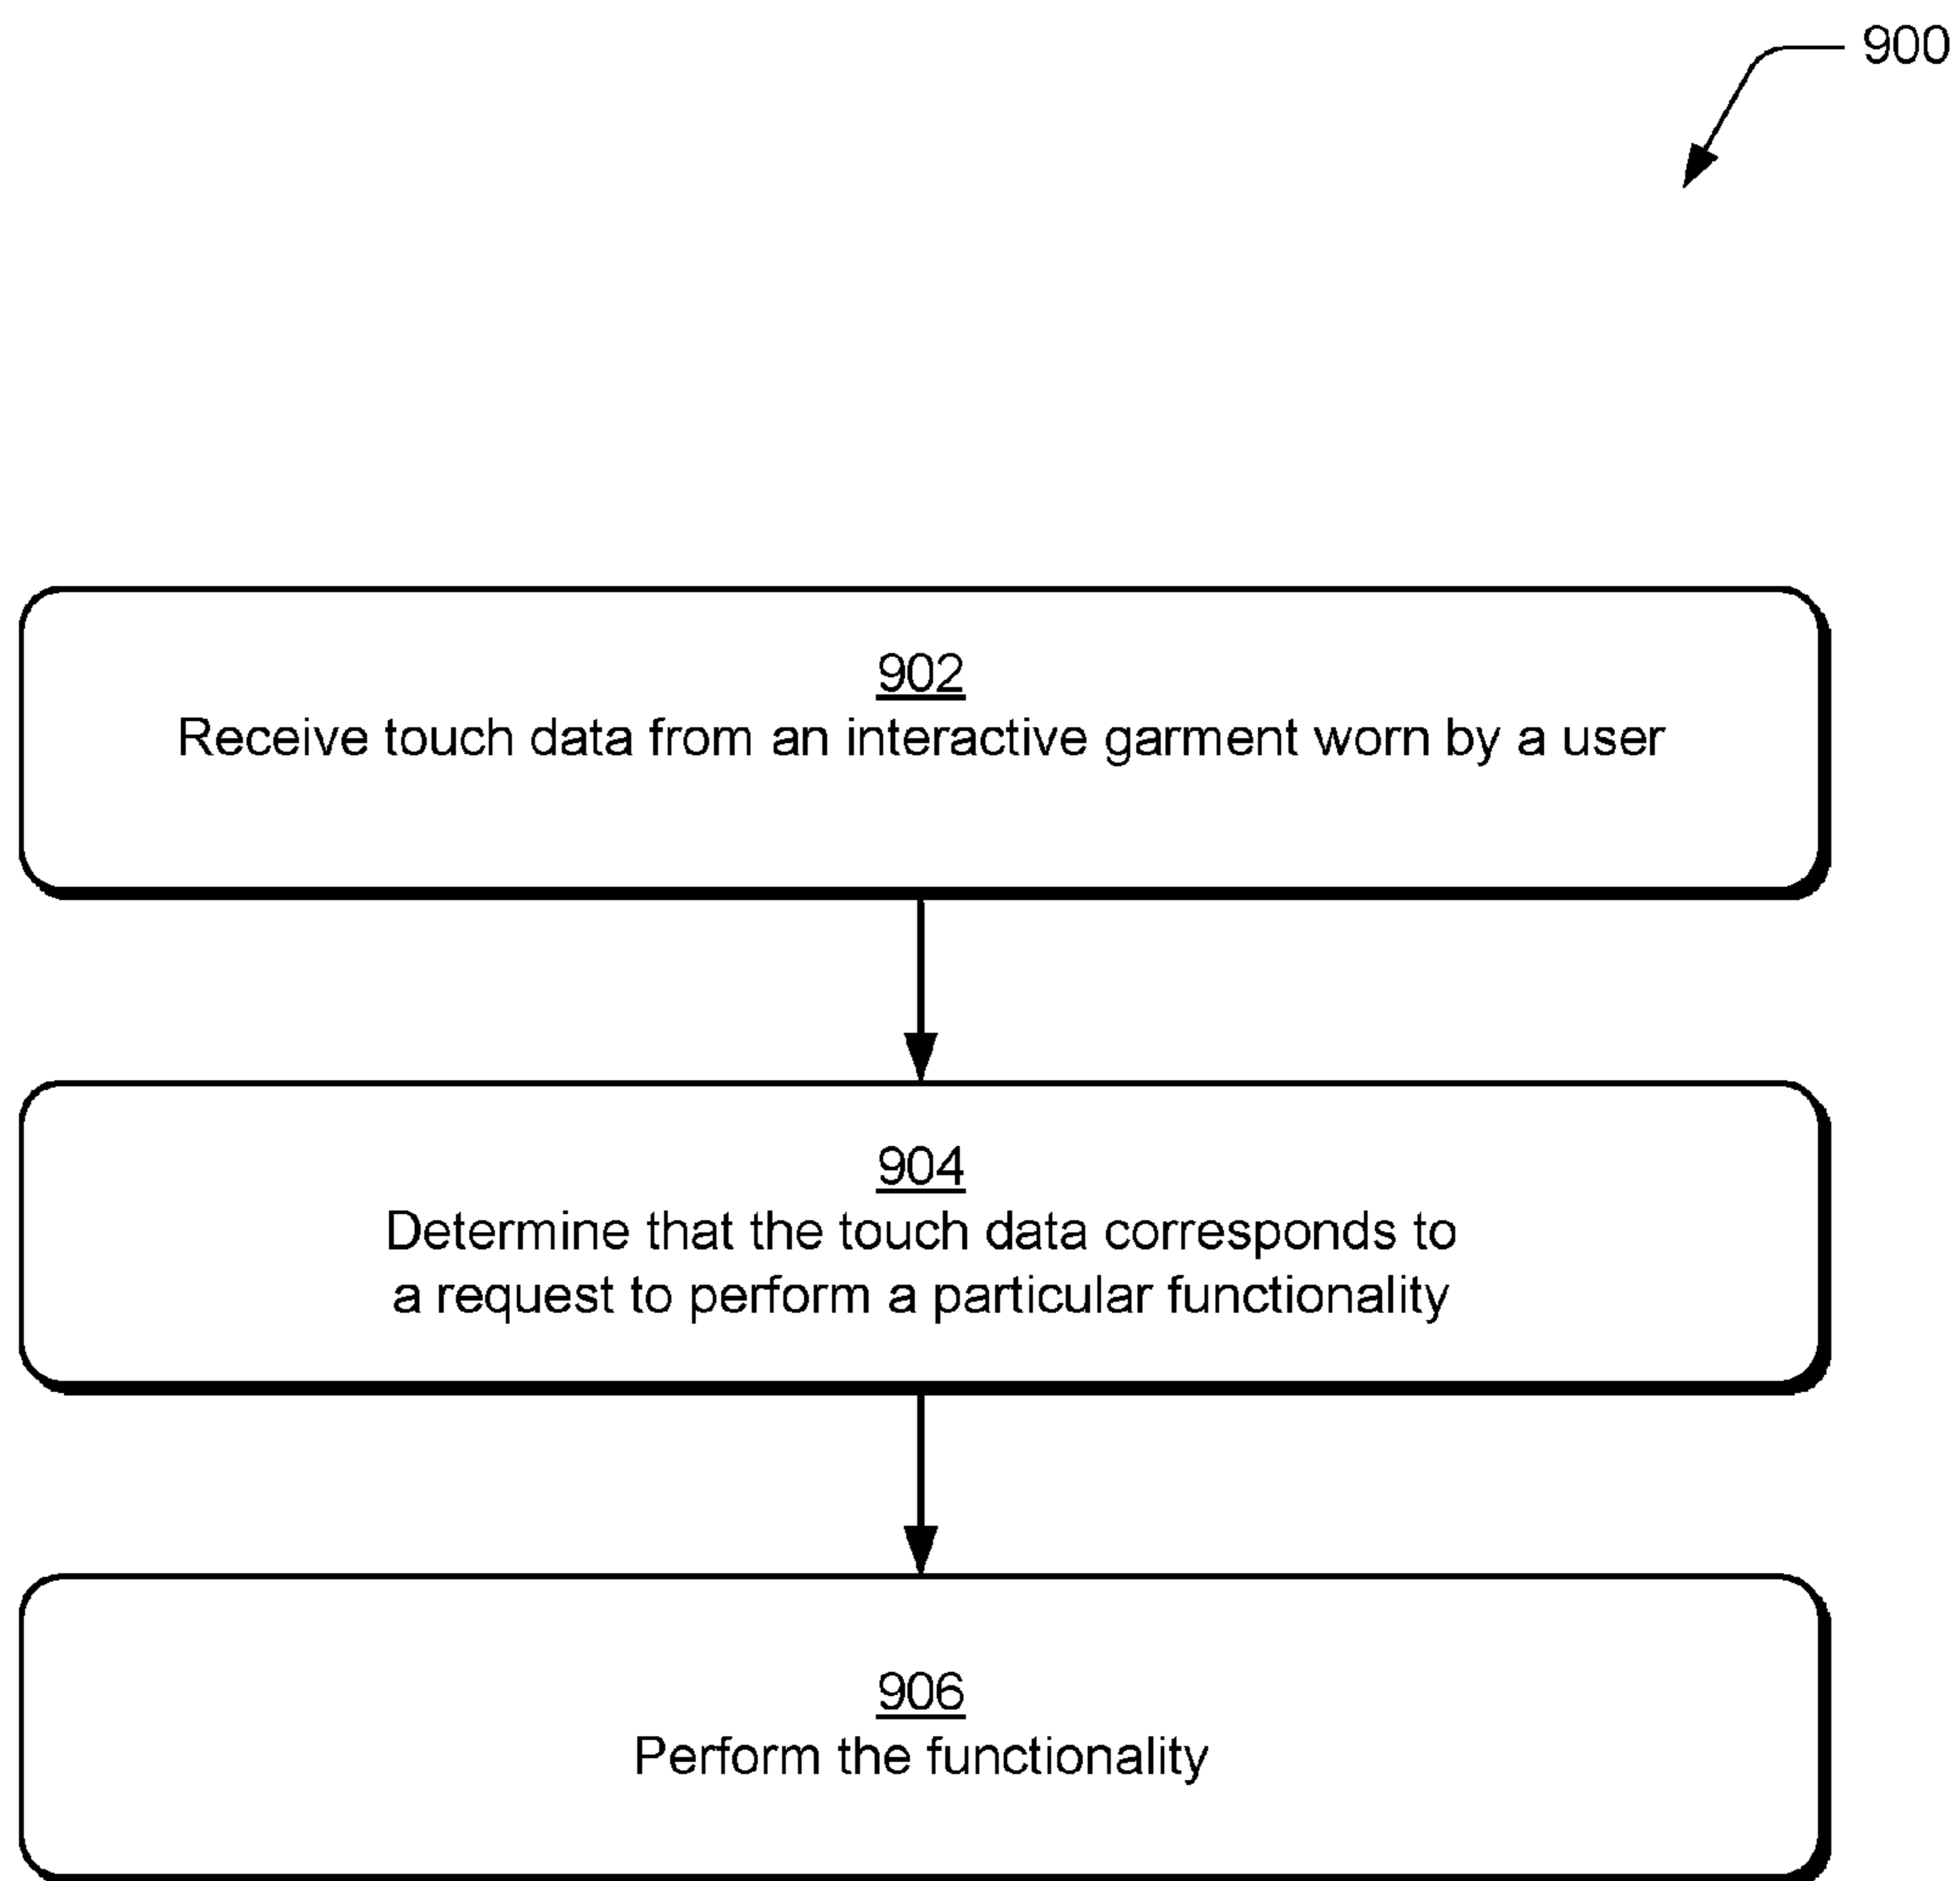 900
902
Receive touch data from an interactive garment worn by a user
904
Determine that the touch data corresponds to
a request to perform a particular functionality
906
Perform the functionality